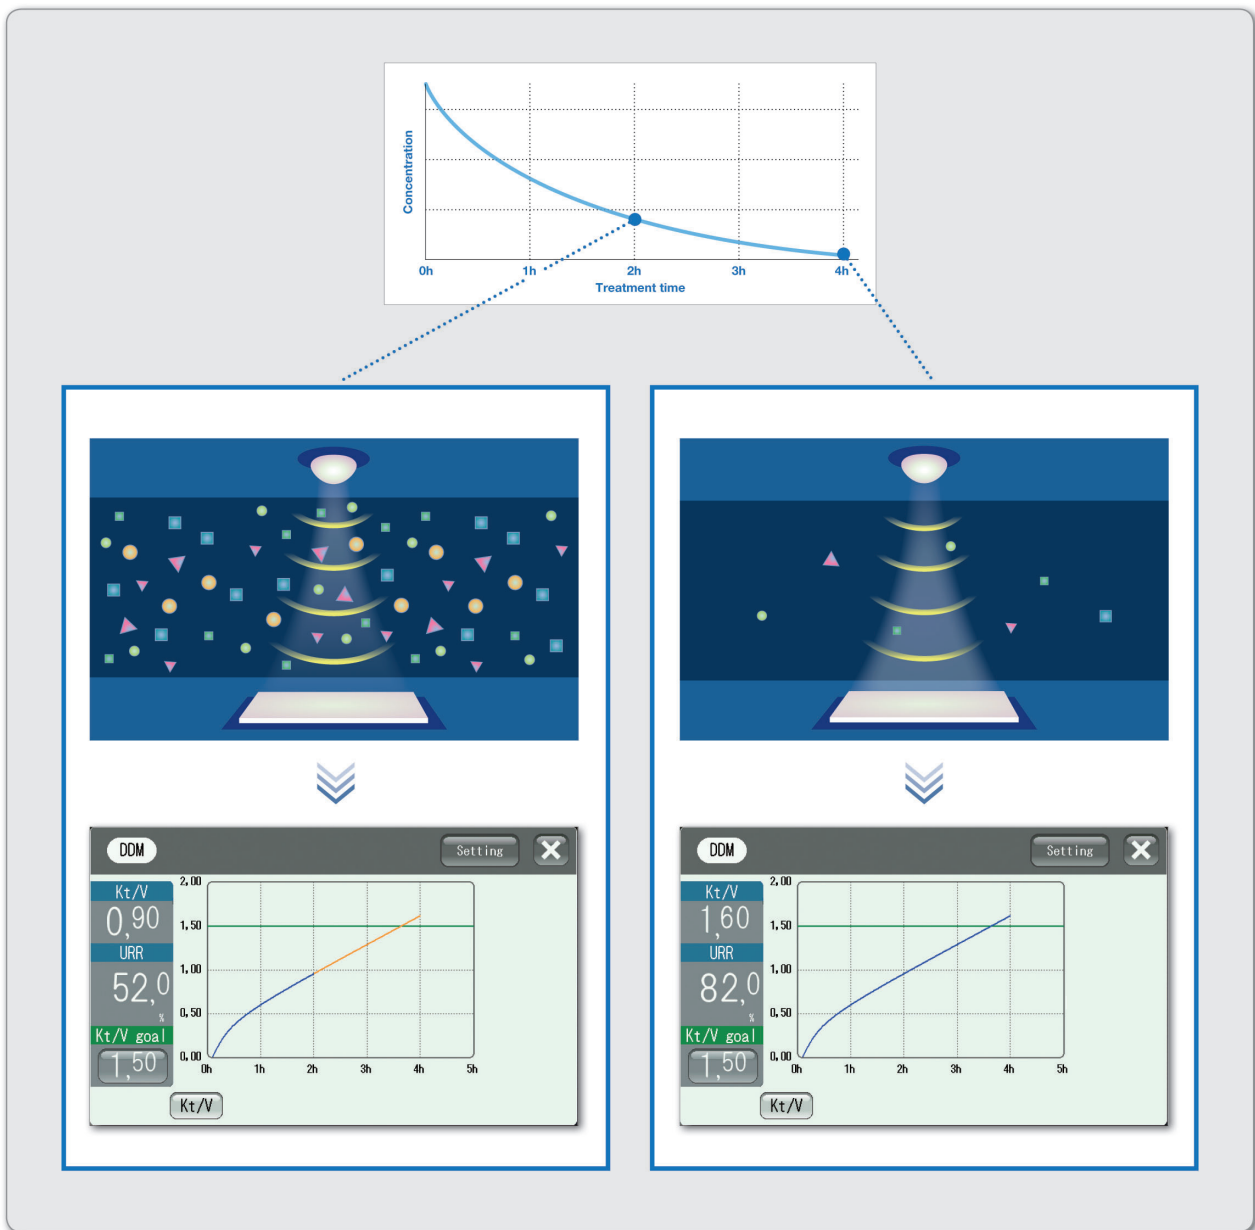 Concentration
0h 1h 2h 3h 4h
Treatment time
DDM Setting
Kt/V
0,90
URR
52,0
%
Kt/V goal
1,50
2,00
1,50
1,00
0,50
0,00
0h 1h 2h 3h 4h 5h
Kt/V
DDM Setting
Kt/V
1,60
URR
82,0
%
Kt/V goal
1,50
2,00
1,50
1,00
0,50
0,00
0h 1h 2h 3h 4h 5h
Kt/V